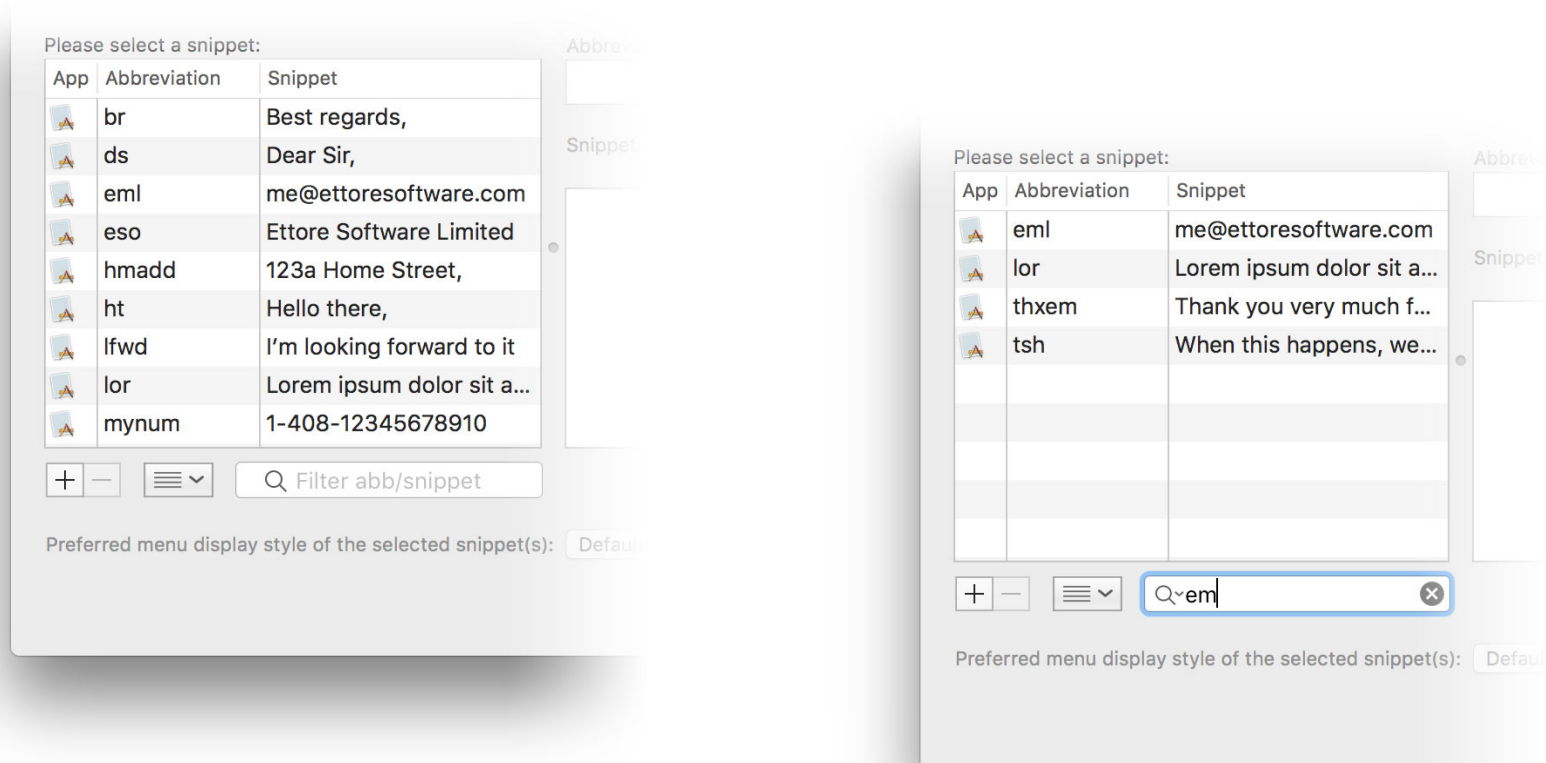 Please select a snippet:
App Abbreviation Snippet
br Best regards,
ds Dear Sir,
eml me@ettoresoftware.com
eso Ettore Software Limited
hmadd 123a Home Street,
ht Hello there,
lfwd I’m looking forward to it
lor Lorem ipsum dolor sit a...
mynum 1-408-12345678910
Filter abb/snippet
Preferred menu display style of the selected snippet(s):
Snippet
Please select a snippet:
App Abbreviation Snippet
eml me@ettoresoftware.com
lor Lorem ipsum dolor sit a...
thxem Thank you very much f...
tsh When this happens, we...
em
Preferred menu display style of the selected snippet(s):
Snippet